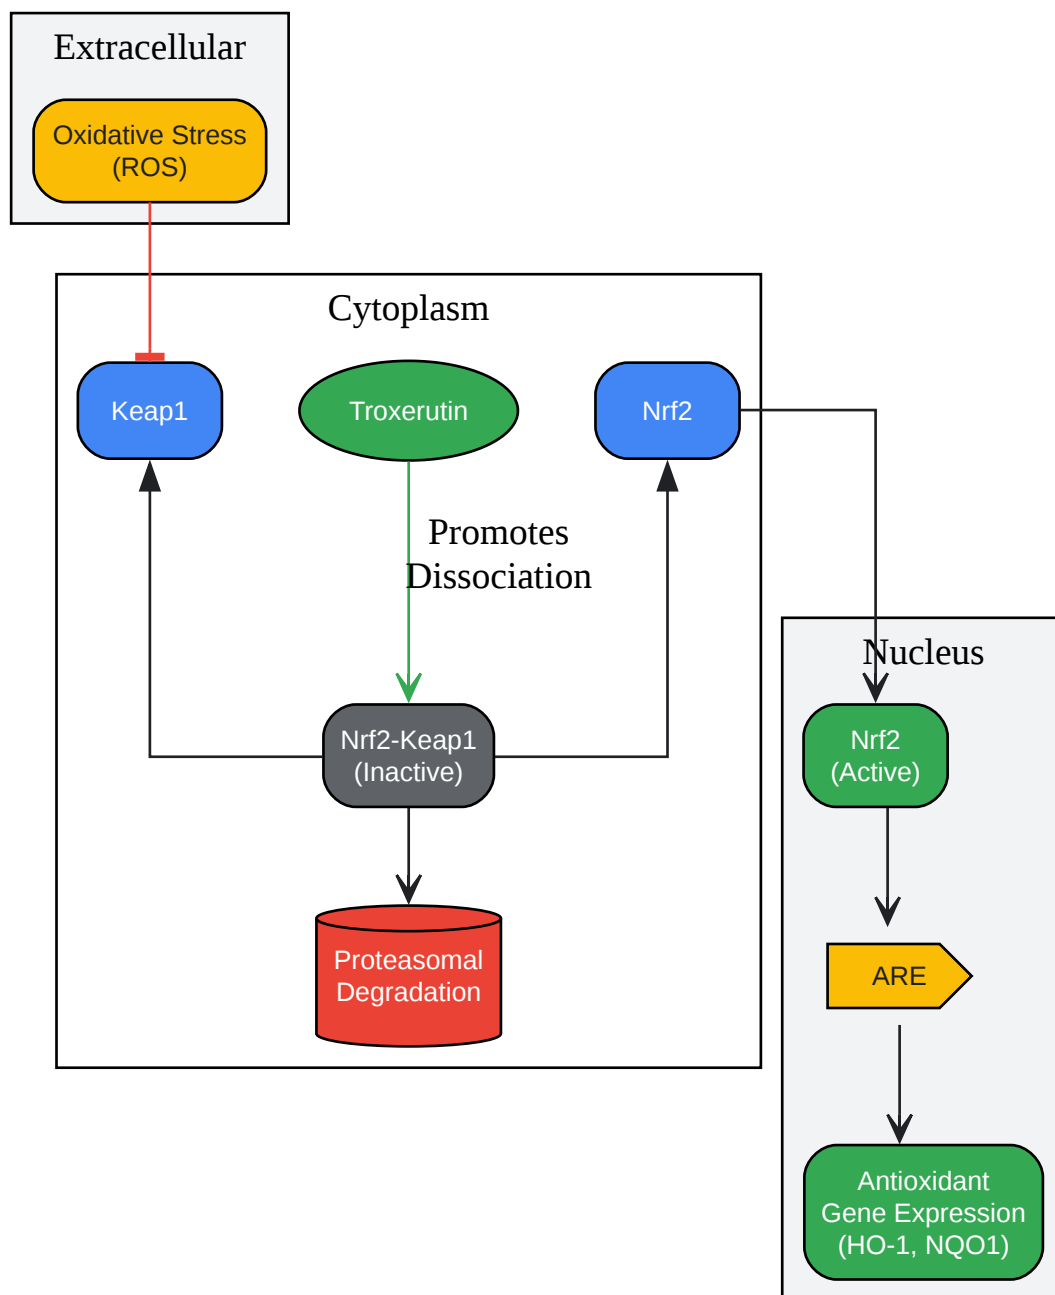 Extracellular
Oxidative Stress
(ROS)
Cytoplasm
Keap1
Troxerutin
Nrf2
Promotes
Dissociation
Nucleus
Nrf2-Keap1
(Inactive)
Nrf2
(Active)
Proteasomal
Degradation
ARE
Antioxidant
Gene Expression
(HO-1, NQO1)